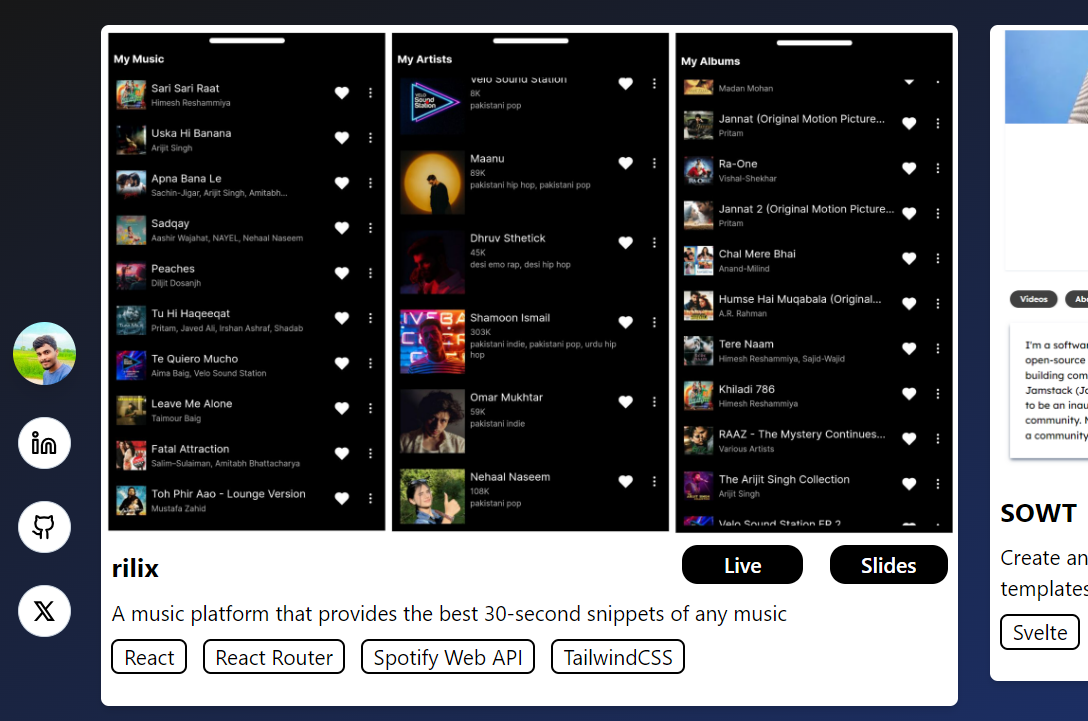 My Music
Sari Sari Raat
Himesh Reshammiya
Uska Hi Banana
Arijit Singh
Apna Bana Le
Sachin-Jigar, Arijit Singh, Amitabh...
Sadqay
Aashir Wajahat, NAYEL, Nehaal Naseem
Peaches
Diljit Dosanjh
Tu Hi Haqeeqat
Pritam, Javed Ali, Irshan Ashraf, Shadab
Te Quiero Mucho
Aima Baig, Velo Sound Station
Leave Me Alone
Taimour Baig
Fatal Attraction
Salim–Sulaiman, Amitabh Bhattacharya
Toh Phir Aao - Lounge Version
Mustafa Zahid
My Artists
Velo Sound Station
8K
pakistani pop
Maanu
89K
pakistani hip hop, pakistani pop
Dhruv Sthetick
45K
desi emo rap, desi hip hop
Shamoon Ismail
303K
pakistani indie, pakistani pop, urdu hip
hop
Omar Mukhtar
59K
pakistani indie
Nehaal Naseem
108K
pakistani pop
My Albums
Madan Mohan
Jannat (Original Motion Picture...
Pritam
Ra-One
Vishal-Shekhar
Jannat 2 (Original Motion Picture...
Pritam
Chal Mere Bhai
Anand-Milind
Humse Hai Muqabala (Original...
A.R. Rahman
Tere Naam
Himesh Reshammiya, Sajid-Wajid
Khiladi 786
Himesh Reshammiya
RAAZ - The Mystery Continues...
Various Artists
The Arijit Singh Collection
Arijit Singh
Velo Sound Station EP 2
rilix
Live
Slides
A music platform that provides the best 30-second snippets of any music
React
React Router
Spotify Web API
TailwindCSS
Videos
I'm a softwar
open-source
building com
Jamstack (Ja
to be an inau
community. 
a community
SOWT
Create an
templates
Svelte